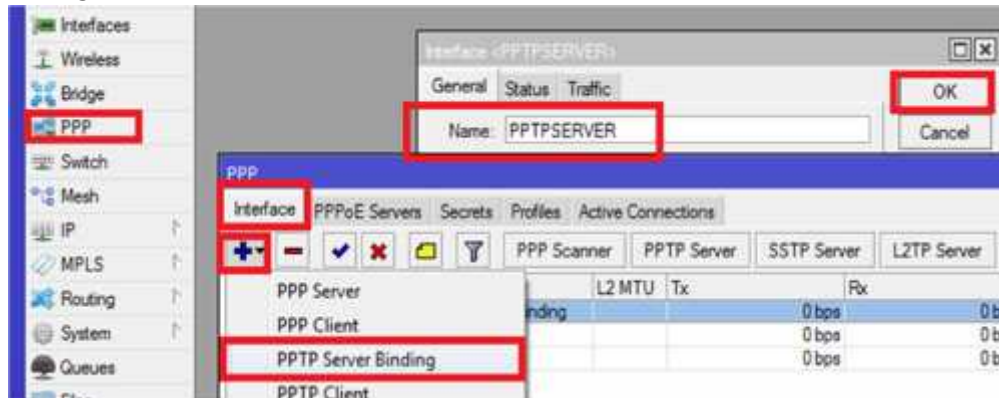 Interfaces
Wireless
Bridge
PPP
Switch
Mesh
IP
MPLS
Routing
System
Queues
Interface <PPTPSERVER>
General Status Traffic
OK
Name: PPTPSERVER
Cancel
PPP
Interface PPPoE Servers Secrets Profiles Active Connections
PPP Scanner PPTP Server SSTP Server L2TP Server
L2 MTU Tx Rx
0 bps
0 bps
0 bps
PPP Server
PPP Client
PPTP Server Binding
PPTP Client